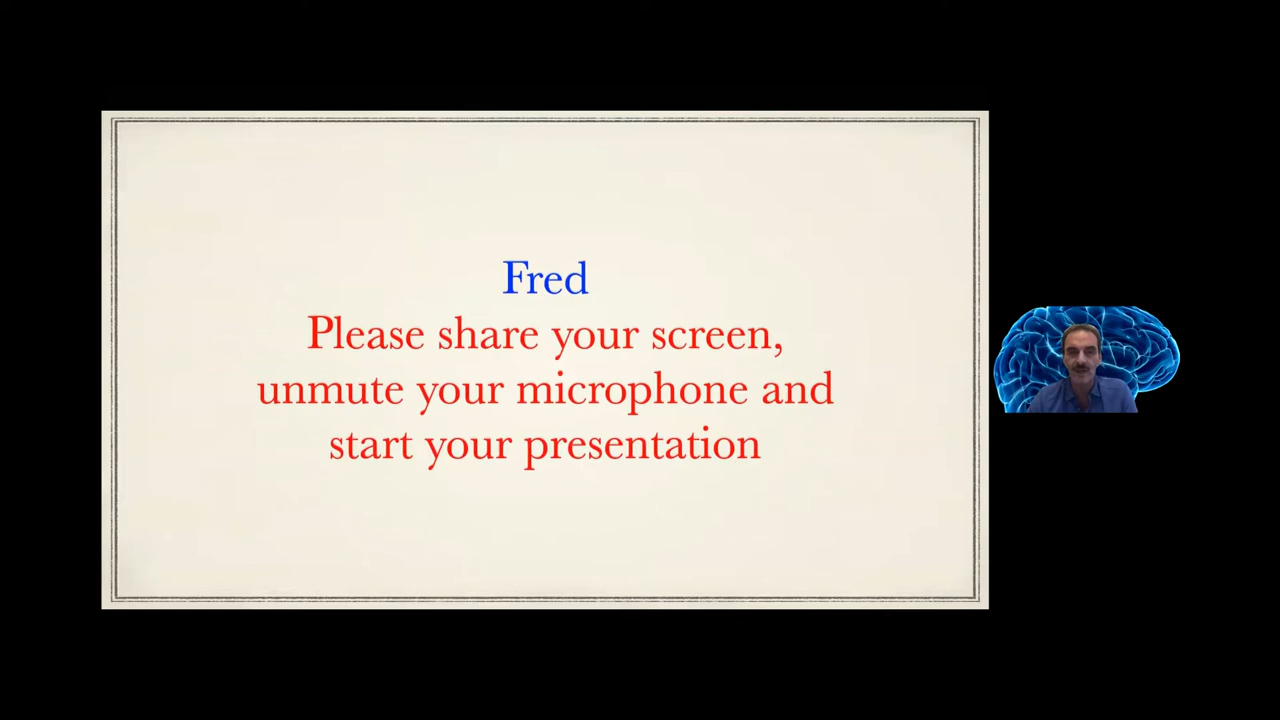 Fred
Please share your screen,
unmute your microphone and
start your presentation